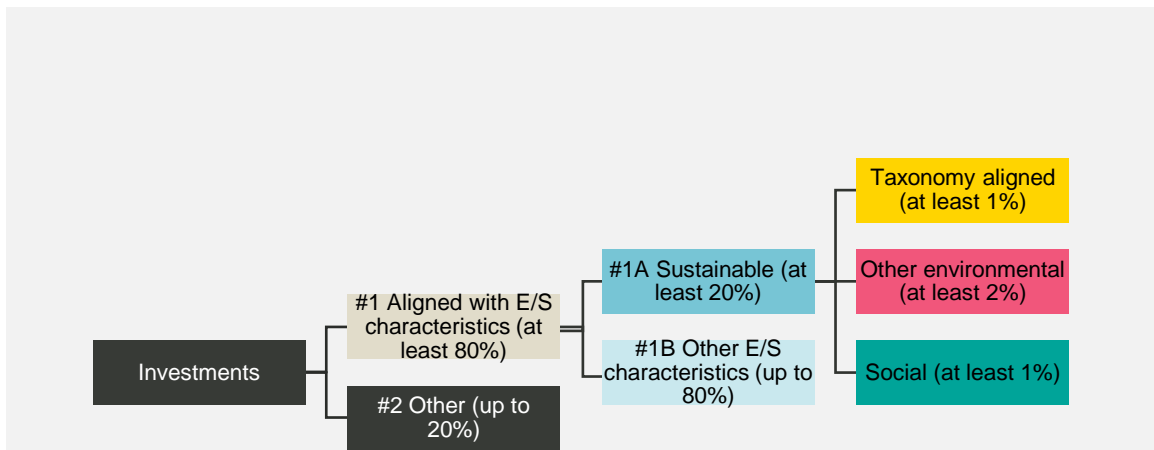 Investments
#1 Aligned with E/S
characteristics (at
least 80%)
#2 Other (up to
20%)
#1A Sustainable (at
least 20%)
#1B Other E/S
characteristics (up to
80%)
Taxonomy aligned
(at least 1%)
Other environmental
(at least 2%)
Social (at least 1%)